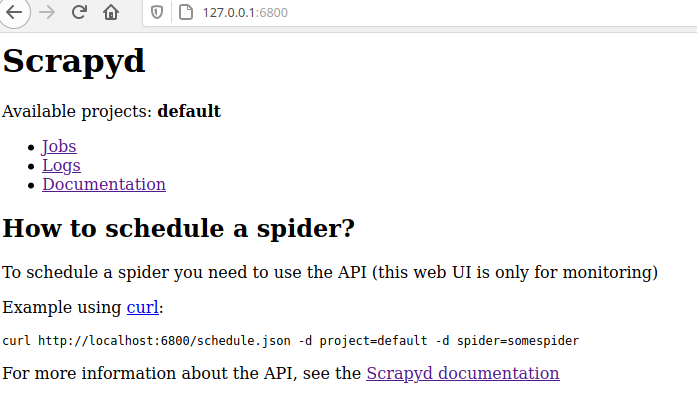 127.0.0.1:6800
Scrapyd
Available projects: default
Jobs
Logs
Documentation
How to schedule a spider?
To schedule a spider you need to use the API (this web UI is only for monitoring)
Example using curl:
curl http://localhost:6800/schedule.json -d project=default -d spider=somespider
For more information about the API, see the Scrapyd documentation